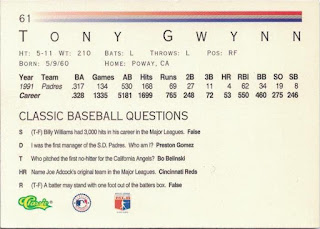 61
TONY GWYNN
HT: 5-11 WT: 210 BATS: L THROWS: L POS: RF
BORN: 5/9/60 HOME: POWAY, CA
Year Team BA Games AB Hits Runs 2B 3B HR RBI BB SO SB
1991 Padres .317 134 530 168 69 27 11 4 62 34 19 8
Career .328 1335 5181 1699 765 248 72 53 550 460 275 246
CLASSIC BASEBALL QUESTIONS
S (T-F) Billy Williams had 3,000 hits in his career in the Major Leagues. False
D I was the first manager of the S.D. Padres. Who am I? Preston Gomez
T Who pitched the first no-hitter for the California Angels? Bo Belinski
HR Name Joe Adcock's original team in the Major Leagues. Cincinnati Reds
R (T-F) A batter may stand with one foot out of the batters box. False
Classic